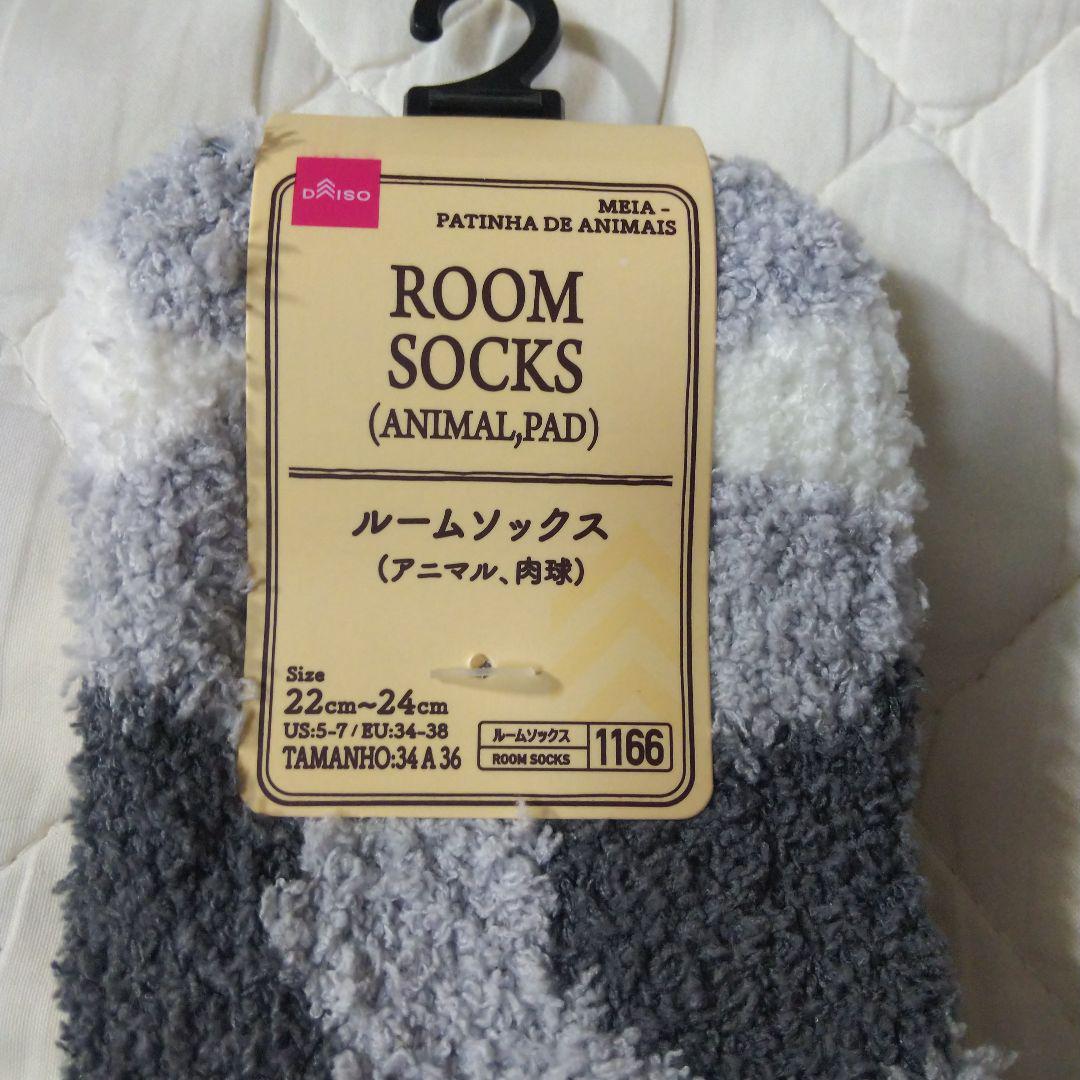 DAISO
MEIA -
PATINHA DE ANIMAIS
ROOM
SOCKS
(ANIMAL,PAD)
ルームソックス
(アニマル、肉球)
Size
22cm~24cm
US:5-7/EU:34-38
TAMANHO:34 A 36
ルームソックス
ROOM SOCKS
1166